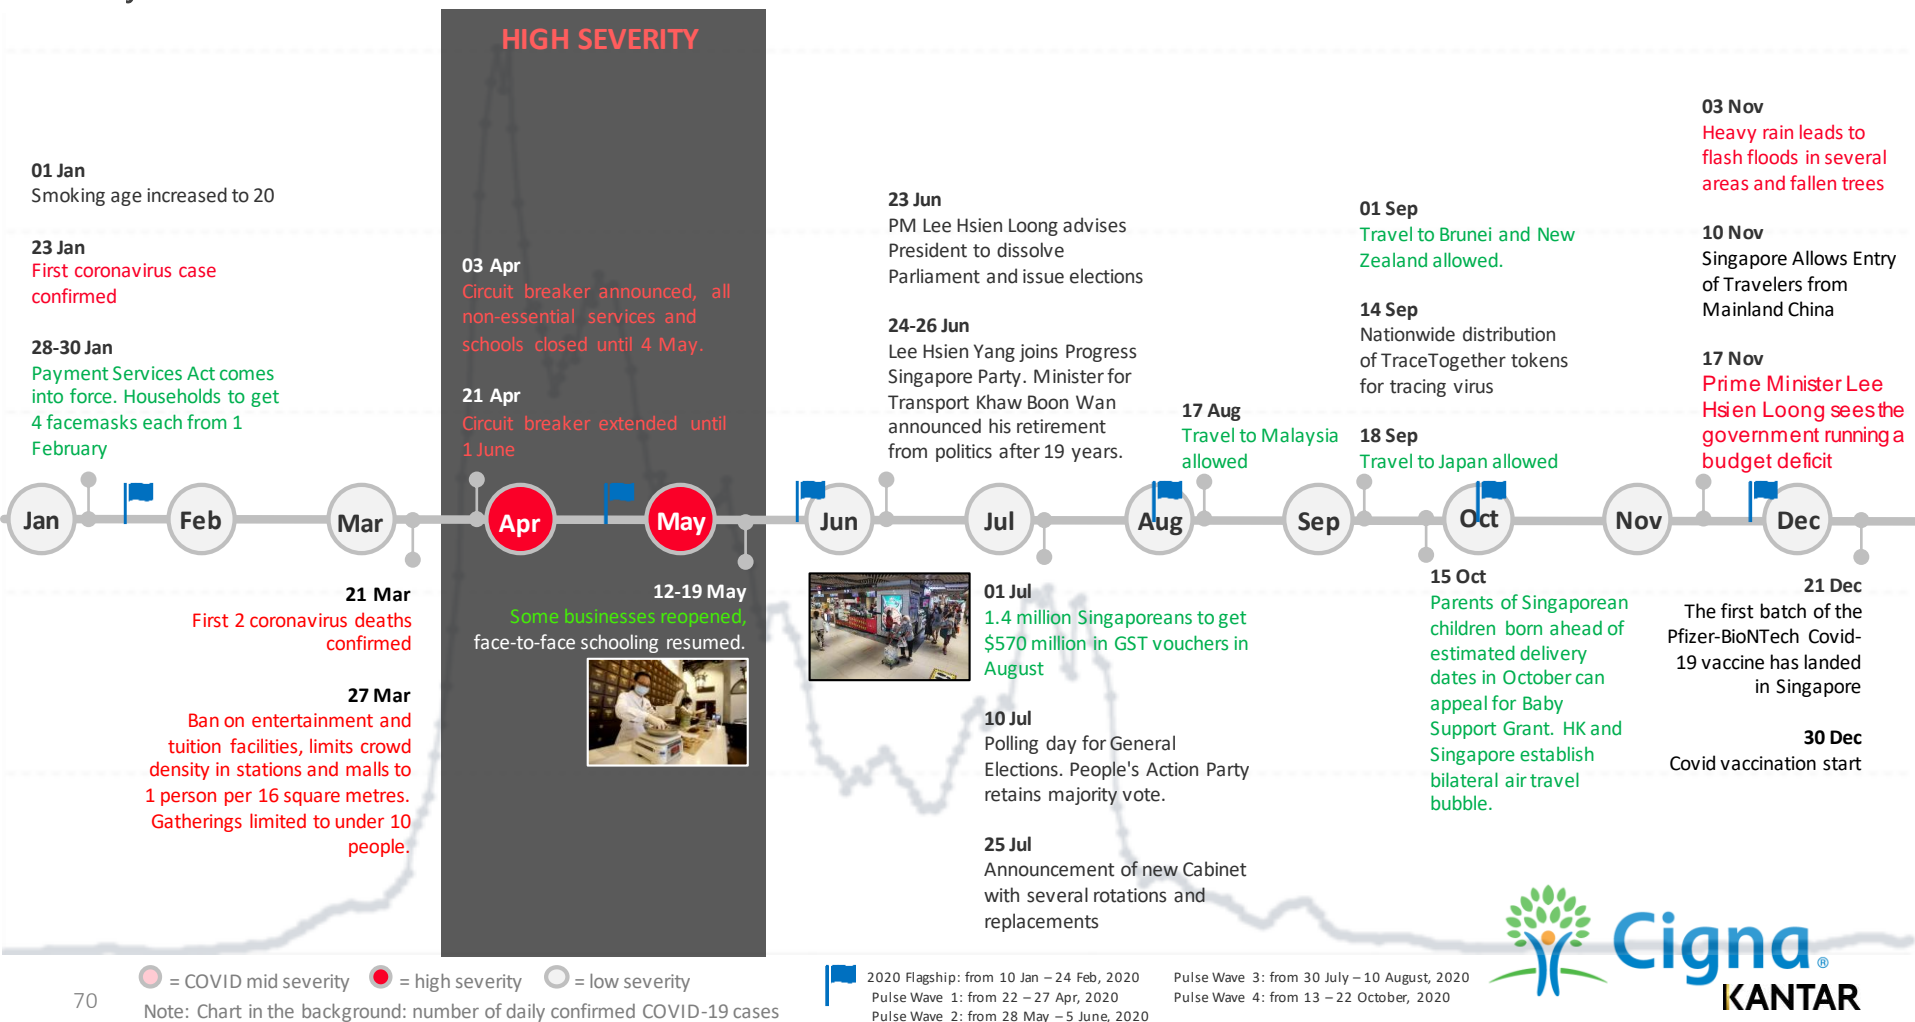 HIGH SEVERITY
01 Jan
Smoking age increased to 20
23 Jan
First coronavirus case
confirmed
28-30 Jan
Payment Services Act comes
into force. Households to get
4 facemasks each from 1
February
03 Apr
Circuit breaker announced, all
non-essential services and
schools closed until 4 May.
21 Apr
Circuit breaker extended until
1 June
23 Jun
PM Lee Hsien Loong advises
President to dissolve
Parliament and issue elections
24-26 Jun
Lee Hsien Yang joins Progress
Singapore Party. Minister for
Transport Khaw Boon Wan
announced his retirement
from politics after 19 years.
17 Aug
Travel to Malaysia
allowed
01 Sep
Travel to Brunei and New
Zealand allowed.
14 Sep
Nationwide distribution
of TraceTogether tokens
for tracing virus
18 Sep
Travel to Japan allowed
03 Nov
Heavy rain leads to
flash floods in several
areas and fallen trees
10 Nov
Singapore Allows Entry
of Travelers from
Mainland China
17 Nov
Prime Minister Lee
Hsien Loong sees the
government running a
budget deficit
Jan
Feb
Mar
Apr
May
Jun
Jul
Aug
Sep
Oct
Nov
Dec
21 Mar
First 2 coronavirus deaths
confirmed
27 Mar
Ban on entertainment and
tuition facilities, limits crowd
density in stations and malls to
1 person per 16 square metres.
Gatherings limited to under 10
people.
12-19 May
Some businesses reopened,
face-to-face schooling resumed.
01 Jul
1.4 million Singaporeans to get
$570 million in GST vouchers in
August
10 Jul
Polling day for General
Elections. People's Action Party
retains majority vote.
25 Jul
Announcement of new Cabinet
with several rotations and
replacements
15 Oct
Parents of Singaporean
children born ahead of
estimated delivery
dates in October can
appeal for Baby
Support Grant. HK and
Singapore establish
bilateral air travel
bubble.
21 Dec
The first batch of the
Pfizer-BioNTech Covid-
19 vaccine has landed
in Singapore
30 Dec
Covid vaccination start
= COVID mid severity
= high severity
= low severity
Note: Chart in the background: number of daily confirmed COVID-19 cases
70
2020 Flagship: from 10 Jan – 24 Feb, 2020
Pulse Wave 1: from 22 – 27 Apr, 2020
Pulse Wave 2: from 28 May – 5 June, 2020
Pulse Wave 3: from 30 July – 10 August, 2020
Pulse Wave 4: from 13 – 22 October, 2020
Cigna®
KANTAR